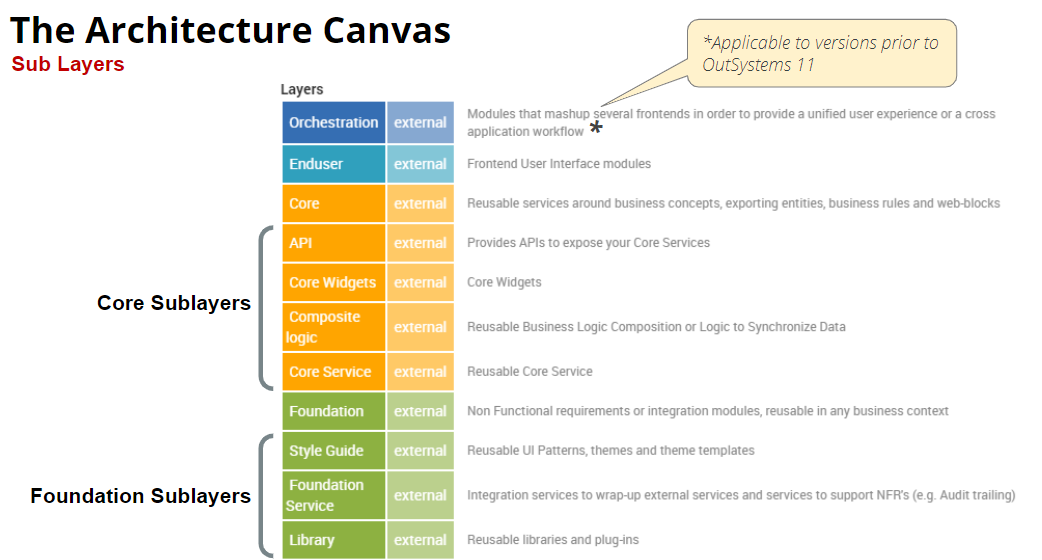 The Architecture Canvas
Sub Layers
*Applicable to versions prior to
OutSystems 11
Layers
Orchestration external Modules that mashup several frontends in order to provide a unified user experience or a cross
application workflow *
Enduser external Frontend User Interface modules
Core external Reusable services around business concepts, exporting entities, business rules and web-blocks
Core Sublayers
API external Provides APIs to expose your Core Services
Core Widgets external Core Widgets
Composite
logic external Reusable Business Logic Composition or Logic to Synchronize Data
Core Service external Reusable Core Service
Foundation external Non Functional requirements or integration modules, reusable in any business context
Foundation Sublayers
Style Guide external Reusable UI Patterns, themes and theme templates
Foundation
Service external Integration services to wrap-up external services and services to support NFR's (e.g. Audit trailing)
Library external Reusable libraries and plug-ins